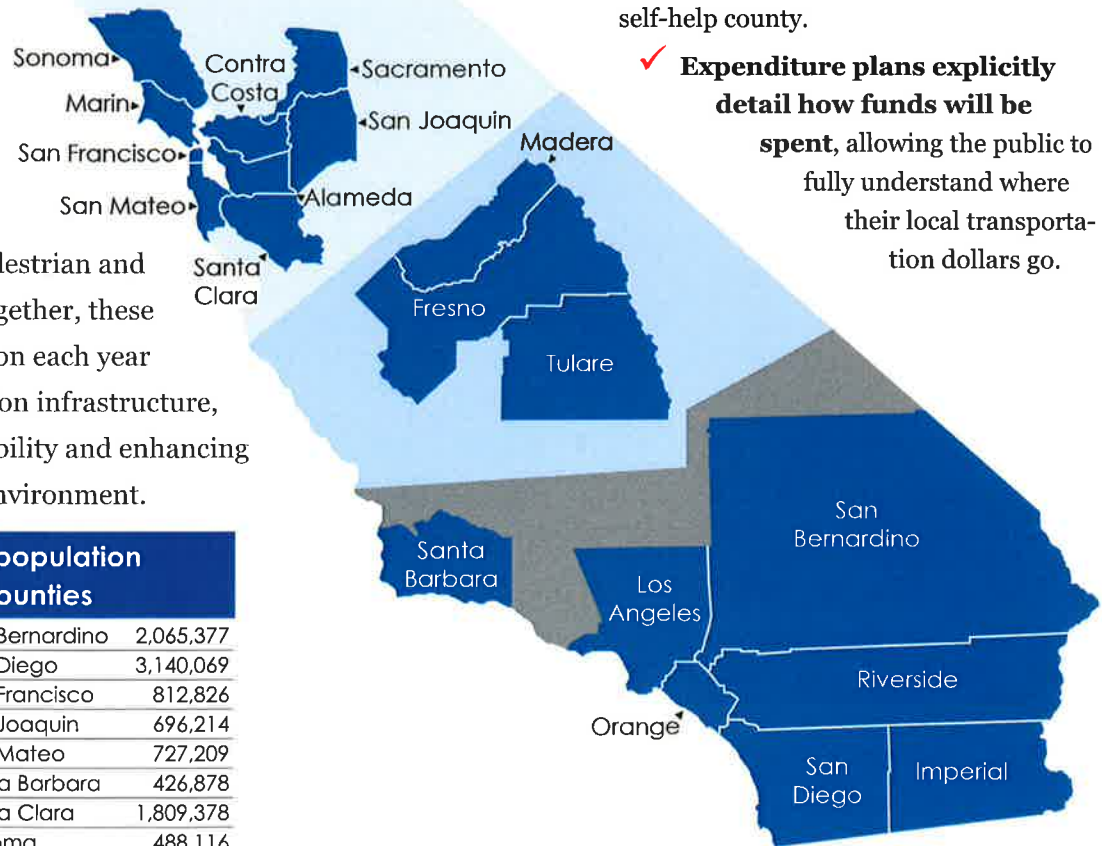 self-help county.
✓ Expenditure plans explicitly
detail how funds will be
spent, allowing the public to
fully understand where
their local transporta-
tion dollars go.
Sonoma
Contra
Costa
Sacramento
Marin
San Joaquin
San Francisco
Madera
San Mateo
Alameda
Santa
Clara
lestrian and
gether, these
on each year
on infrastructure,
bility and enhancing
nvironment.
Fresno
Tulare
San
Bernardino
Santa
Barbara
Los
Angeles
Riverside
Orange
San
Diego
Imperial
population
ounties
Bernardino 2,065,377
Diego 3,140,069
Francisco 812,826
Joaquin 696,214
Mateo 727,209
a Barbara 426,878
a Clara 1,809,378
oma 488,116